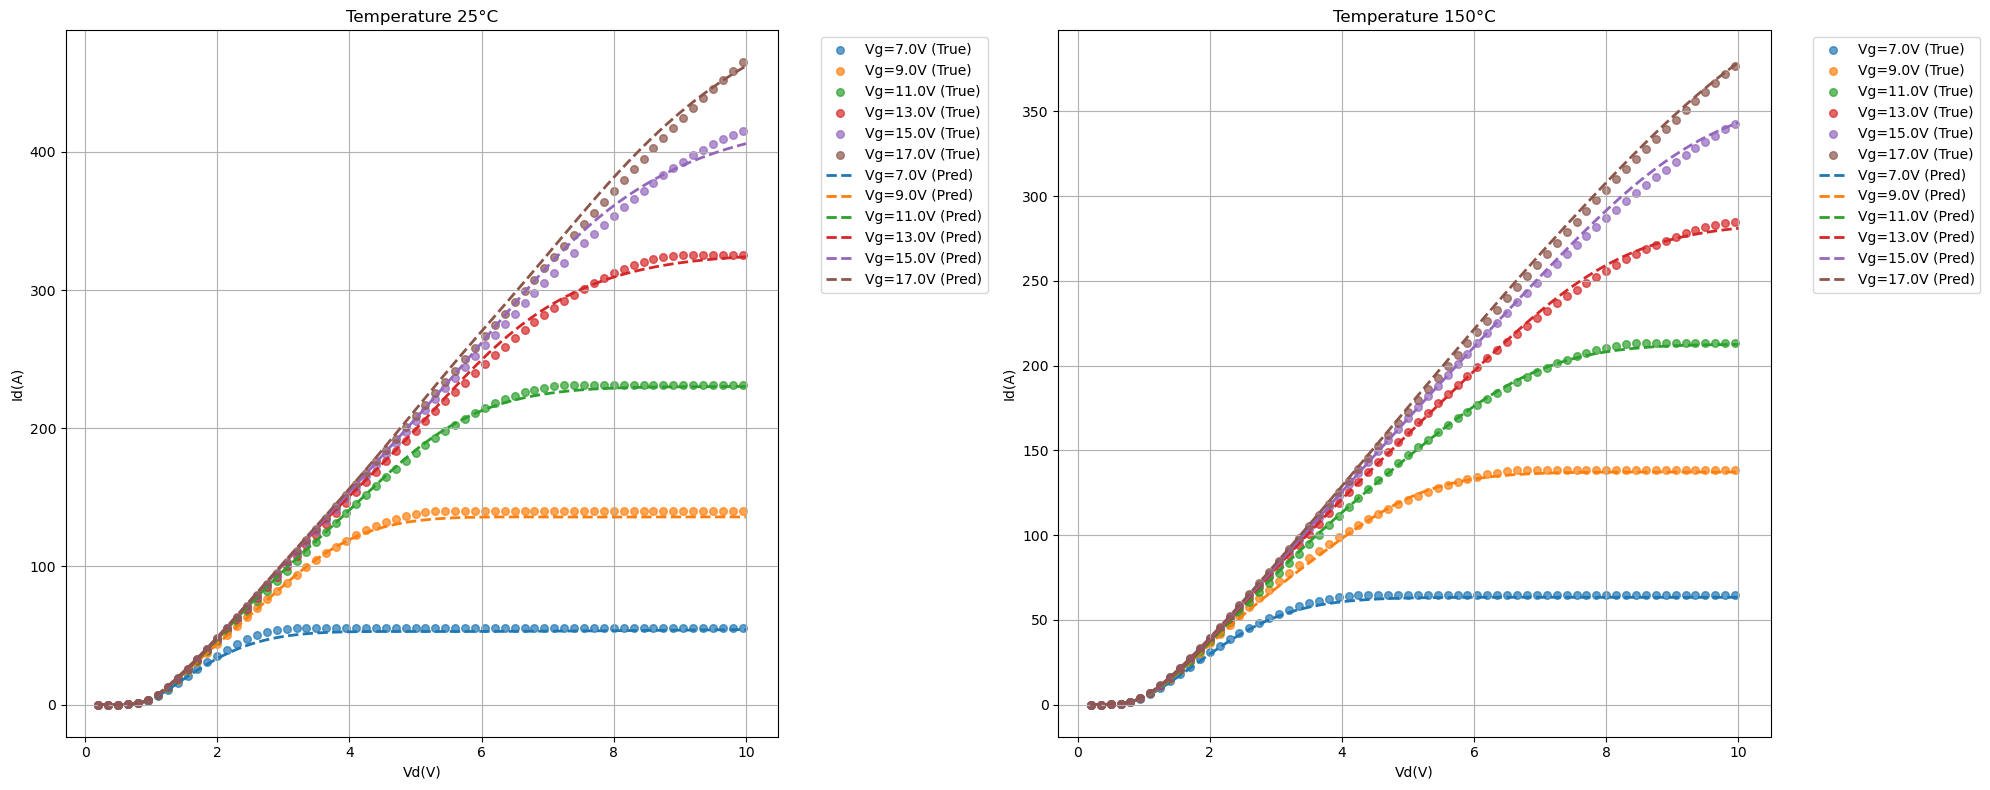 Temperature 25°C
Id(A)
400
300
200
100
0
0 2 4 6 8 10
Vd(V)
Vg=7.0V (True)
Vg=9.0V (True)
Vg=11.0V (True)
Vg=13.0V (True)
Vg=15.0V (True)
Vg=17.0V (True)
Vg=7.0V (Pred)
Vg=9.0V (Pred)
Vg=11.0V (Pred)
Vg=13.0V (Pred)
Vg=15.0V (Pred)
Vg=17.0V (Pred)
Temperature 150°C
Id(A)
350
300
250
200
150
100
50
0
0 2 4 6 8 10
Vd(V)
Vg=7.0V (True)
Vg=9.0V (True)
Vg=11.0V (True)
Vg=13.0V (True)
Vg=15.0V (True)
Vg=17.0V (True)
Vg=7.0V (Pred)
Vg=9.0V (Pred)
Vg=11.0V (Pred)
Vg=13.0V (Pred)
Vg=15.0V (Pred)
Vg=17.0V (Pred)